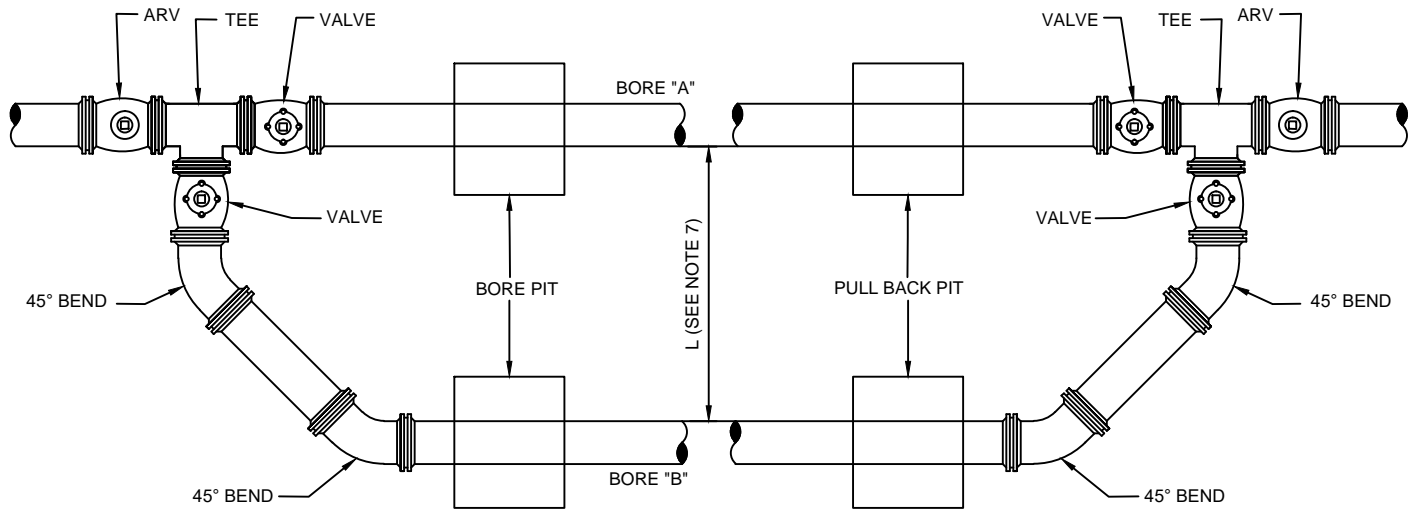 ARV
TEE
VALVE
VALVE
TEE
ARV
BORE "A"
VALVE
VALVE
45° BEND
BORE PIT
L (SEE NOTE 7)
PULL BACK PIT
45° BEND
BORE "B"
45° BEND
45° BEND